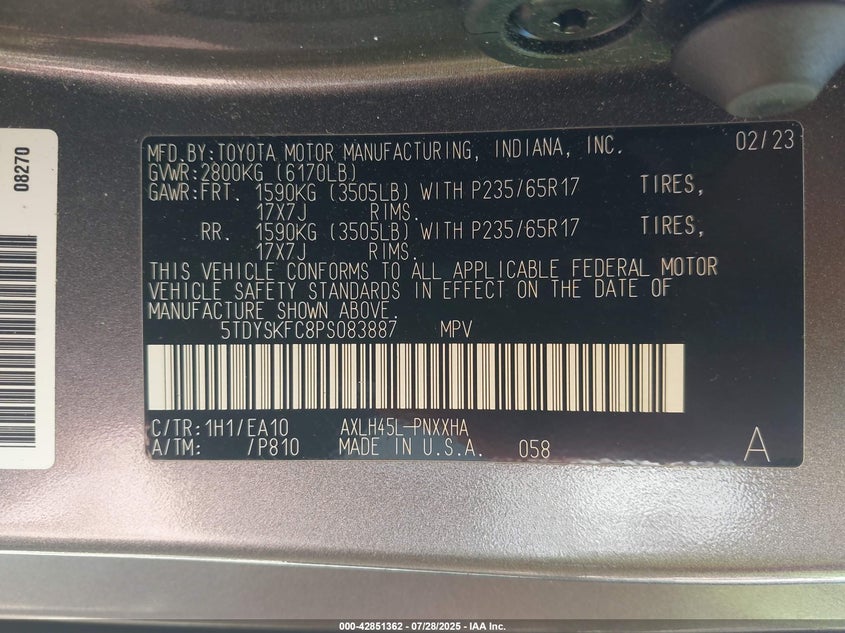 08270
MFD.BY:TOYOTA MOTOR MANUFACTURING, INDIANA, INC. 02/23
GVWR:2800KG (6170LB)
GAWR:FRT. 1590KG (3505LB) WITH P235/65R17 TIRES,
17X7J RIMS.
RR. 1590KG (3505LB) WITH P235/65R17 TIRES,
17X7J RIMS.
THIS VEHICLE CONFORMS TO ALL APPLICABLE FEDERAL MOTOR
VEHICLE SAFETY STANDARDS IN EFFECT ON THE DATE OF
MANUFACTURE SHOWN ABOVE.
5TDYSKFC8PS083887 MPV
C/TR:1H1/EA10 AXLH45L-PNXXHA
A/TM: /P810 MADE IN U.S.A. 058 A
000-42851362 | 07/28/2025 - IAA Inc.